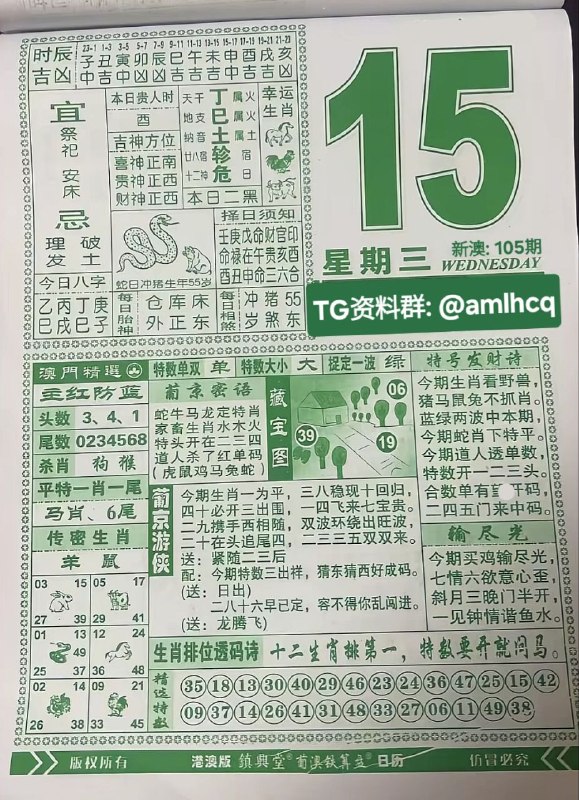 时辰吉凶
23-1 1-3 3-5 5-7 7-9 9-11 11-13 13-15 15-17 17-19 19-21 21-23
子 丑 寅 卯 辰 巳 午 未 申 酉 戌 亥
中 吉 中 凶 凶 吉 吉 中 中 吉 凶 凶
宜
祭祀
安床
忌
理发
破土
本日贵人时
酉
吉神方位
喜神正南
贵神正西
财神正西
天干
地支
纳音
廿八宿
十二神
丁巳土轸危
属火
属火
属土
本日二黑
幸运生肖
蛇日冲猪生年55岁
择日须知
壬庚戊命财官印
命禄在午贵亥酉
酉丑申命三六合
今日八字
乙丙丁庚
巳戌巳子
每日胎神
仓库床
外正东
每日相煞
冲猪55
岁煞东
15
星期三
新澳: 105期
WEDNESDAY
TG资料群: @amlhcq
澳門精選
主红防蓝
头数 3、4、1
尾数 0234568
杀肖 狗猴
平特一肖一尾
马肖、6尾
传密生肖
羊鼠
03 15
27 39
05 17
29 41
01 13
25 37
12 24
36 48
02 14
26 38
09 21
33 45
特数单双 单 特数大小 大 捉定一波 绿
葡京密语
蛇牛马龙定特肖
家畜生肖水木火
特头开在二三四
道人杀了红单码
(虎鼠鸡马兔蛇)
藏宝图
06
39
19
葡京游侠
今期生肖一为平, 三八稳现十回归,
四十必开三出围, 一四飞来七宝贵。
二九携手西相随, 双波环绕出旺波,
二十在头追尾四, 二三三五双双来。
送: 紧随二三后
配: 今期特数三出祥, 猜东猜西好成码。
(送: 日出)
二八十六早已定, 容不得你乱闯进。
(送: 龙腾飞)
特号发财诗
今期生肖看野兽,
猪马鼠兔不抓肖。
蓝绿两波中本期,
今期蛇肖下特平。
今期道人透单数,
特数开一二三头。
合数单有望开码,
二四五门来中码。
输尽光
今期买鸡输尽光,
七情六欲意心歪,
斜月三晚门半开,
一见钟情谐鱼水。
生肖排位透码诗 十二生肖排第一, 特数要开就问马。
精选特数
35 18 13 30 40 29 46 23 24 36 47 25 15 42
09 37 14 26 10 31 44 28 33 27 06 11 49 38
版权所有
港澳版 鎮興堂 葡澳铁算盘 日历
仿冒必究